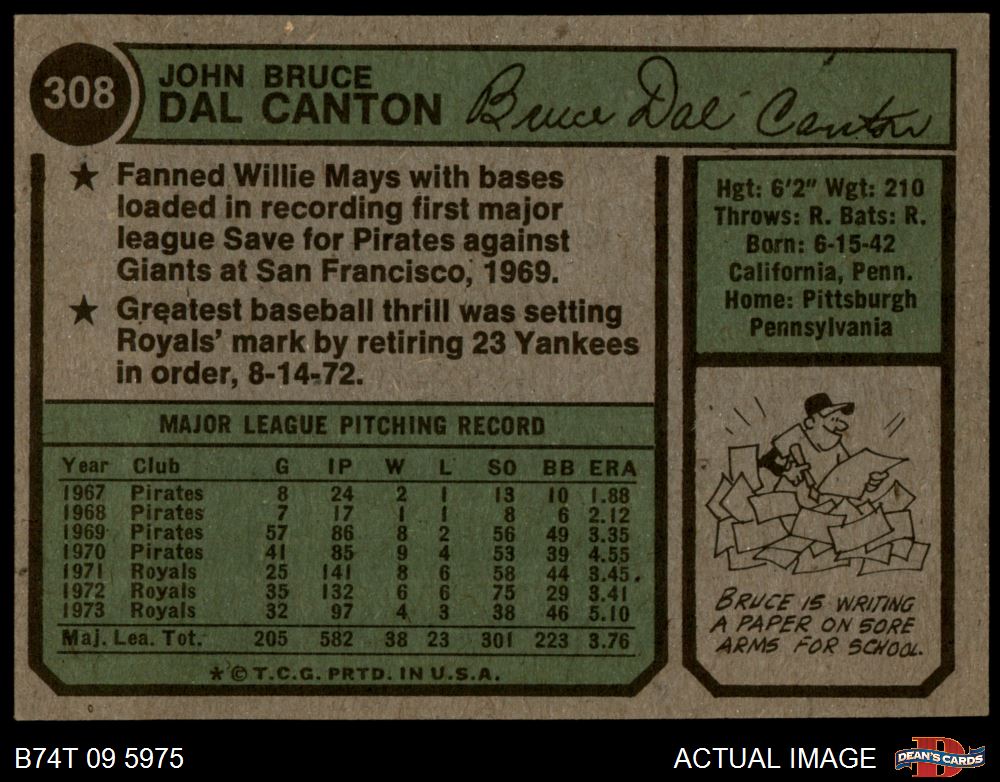 308
JOHN BRUCE
DAL CANTON
Bruce Dal Canton
★ Fanned Willie Mays with bases
loaded in recording first major
league Save for Pirates against
Giants at San Francisco, 1969.
★ Greatest baseball thrill was setting
Royals' mark by retiring 23 Yankees
in order, 8-14-72.
MAJOR LEAGUE PITCHING RECORD
Year Club G IP W L SO BB ERA
1967 Pirates 8 24 2 1 13 10 1.88
1968 Pirates 7 17 1 1 8 6 2.12
1969 Pirates 57 86 8 2 56 49 3.35
1970 Pirates 41 85 9 4 53 39 4.55
1971 Royals 25 141 8 6 58 44 3.45
1972 Royals 35 132 6 6 75 29 3.41
1973 Royals 32 97 4 3 38 46 5.10
Maj. Lea. Tot. 205 582 38 23 301 223 3.76
*© T.C.G. PRTD. IN U.S.A.
Hgt: 6'2" Wgt: 210
Throws: R. Bats: R.
Born: 6-15-42
California, Penn.
Home: Pittsburgh
Pennsylvania
BRUCE IS WRITING
A PAPER ON SORE
ARMS FOR SCHOOL.
B74T 09 5975
ACTUAL IMAGE
D
DEAN'S CARDS